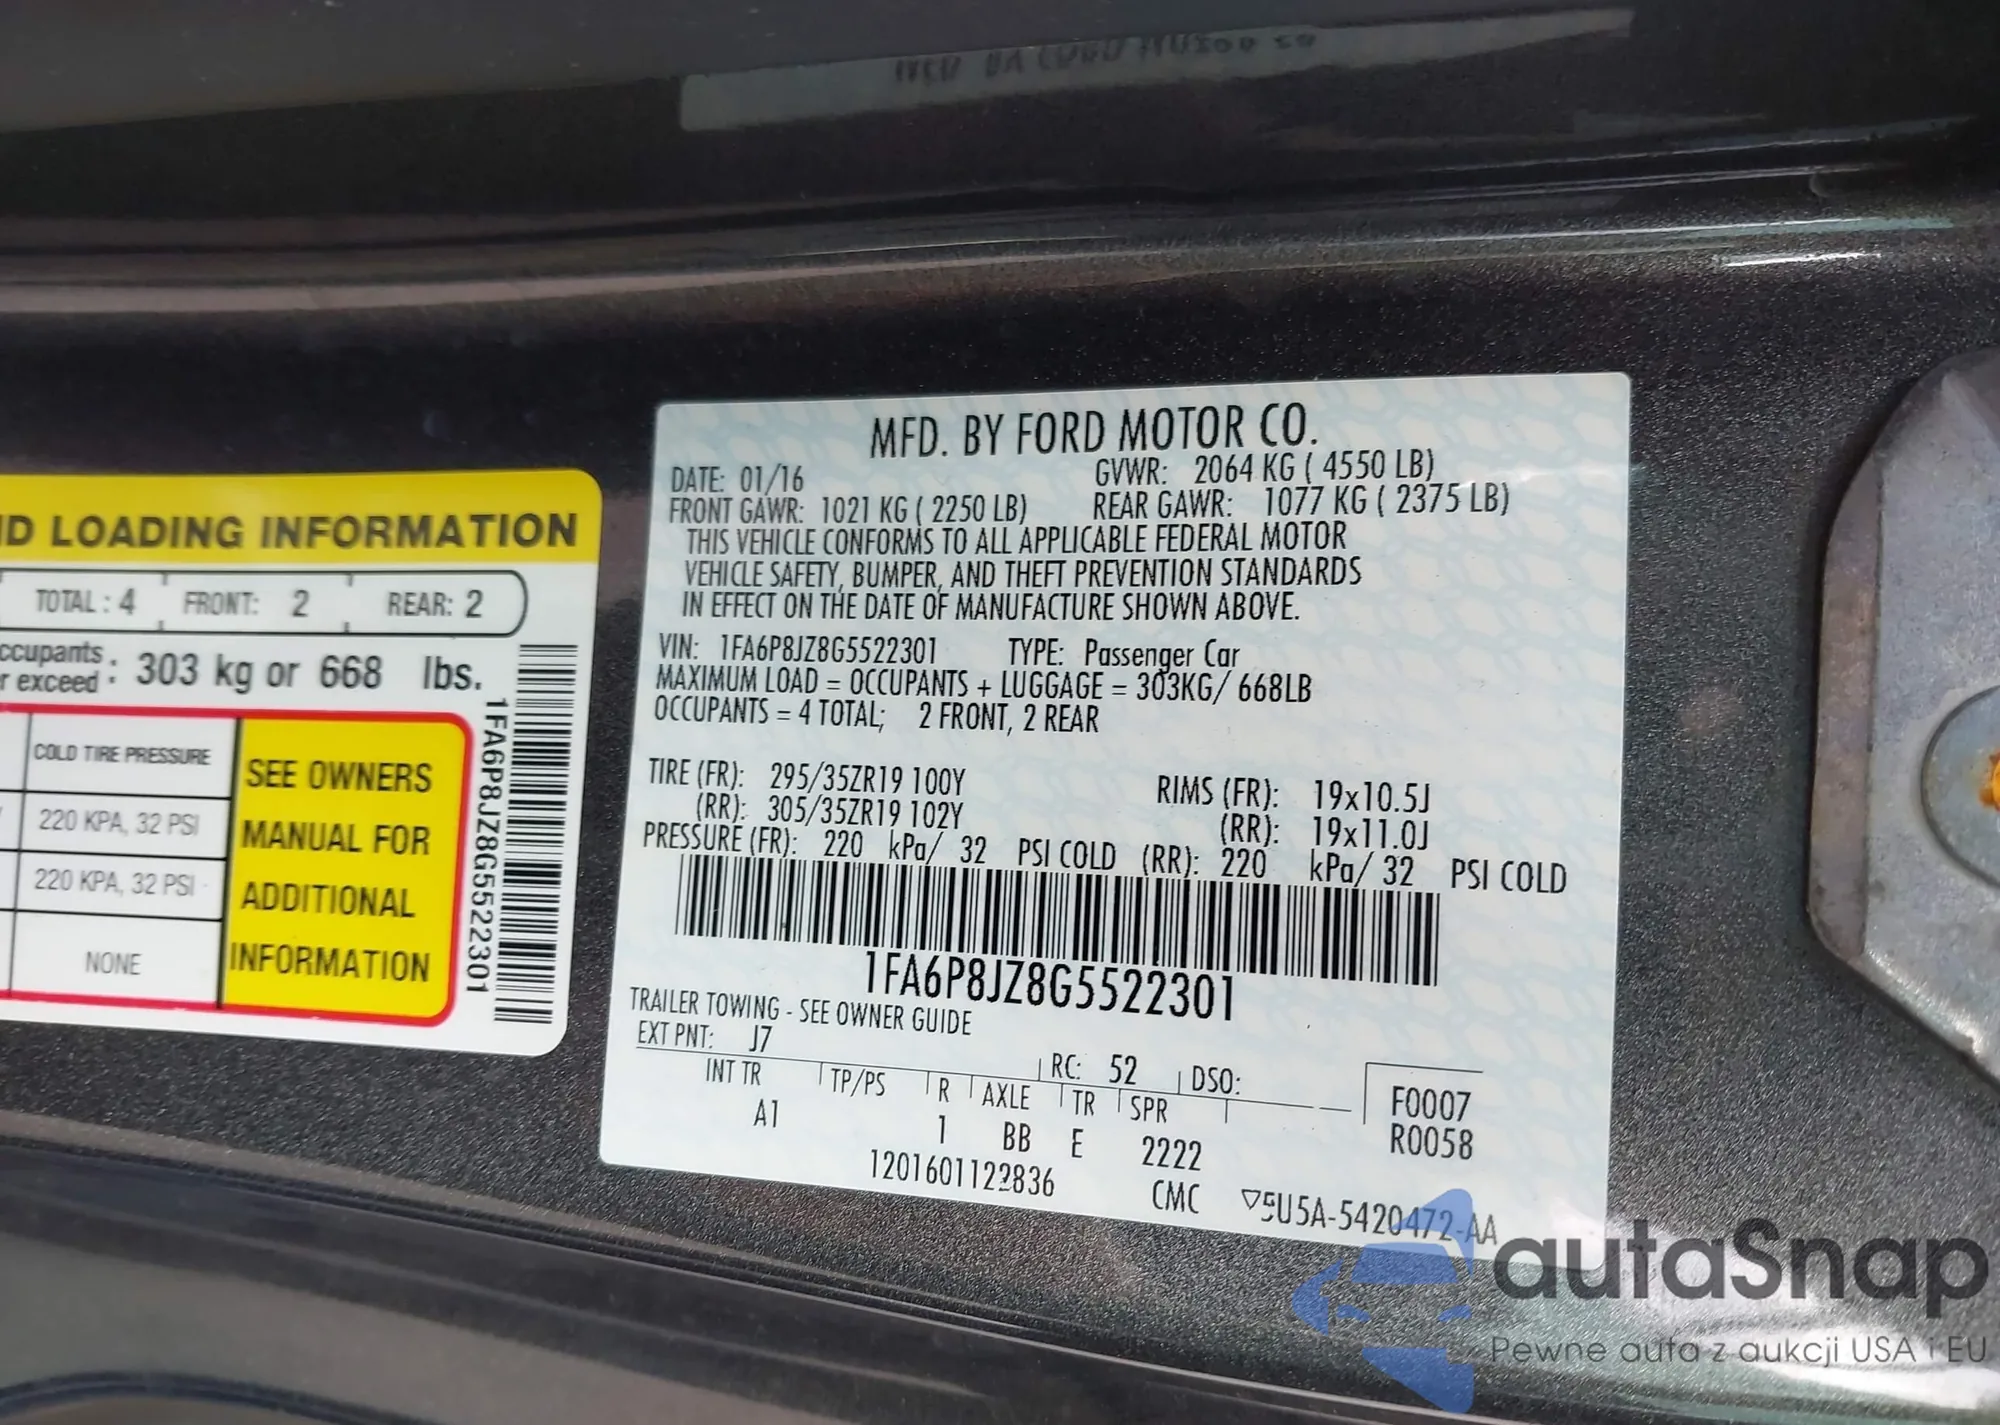 ND LOADING INFORMATION
TOTAL : 4 FRONT: 2 REAR: 2
ccupants
r exceed : 303 kg or 668 lbs.
COLD TIRE PRESSURE
220 KPA, 32 PSI
220 KPA, 32 PSI
NONE
SEE OWNERS
MANUAL FOR
ADDITIONAL
INFORMATION
1FA6P8JZ8G5522301
MFD. BY FORD MOTOR CO.
DATE: 01/16 GVWR: 2064 KG ( 4550 LB)
FRONT GAWR: 1021 KG ( 2250 LB) REAR GAWR: 1077 KG ( 2375 LB)
THIS VEHICLE CONFORMS TO ALL APPLICABLE FEDERAL MOTOR
VEHICLE SAFETY, BUMPER, AND THEFT PREVENTION STANDARDS
IN EFFECT ON THE DATE OF MANUFACTURE SHOWN ABOVE.
VIN: 1FA6P8JZ8G5522301 TYPE: Passenger Car
MAXIMUM LOAD = OCCUPANTS + LUGGAGE = 303KG/ 668LB
OCCUPANTS = 4 TOTAL; 2 FRONT, 2 REAR
TIRE (FR): 295/35ZR19 100Y RIMS (FR): 19x10.5J
(RR): 305/35ZR19 102Y (RR): 19x11.0J
PRESSURE (FR): 220 kPa/ 32 PSI COLD (RR): 220 kPa/ 32 PSI COLD
1FA6P8JZ8G5522301
TRAILER TOWING - SEE OWNER GUIDE
EXT PNT: J7 RC: 52 DSO:
INT TR TP/PS R AXLE TR SPR
A1 1 BB E 2222
F0007
R0058
1201601122836 CMC ▽5U5A-5420472-AA
autaSnap
Pewne auta z aukcji USA i EU